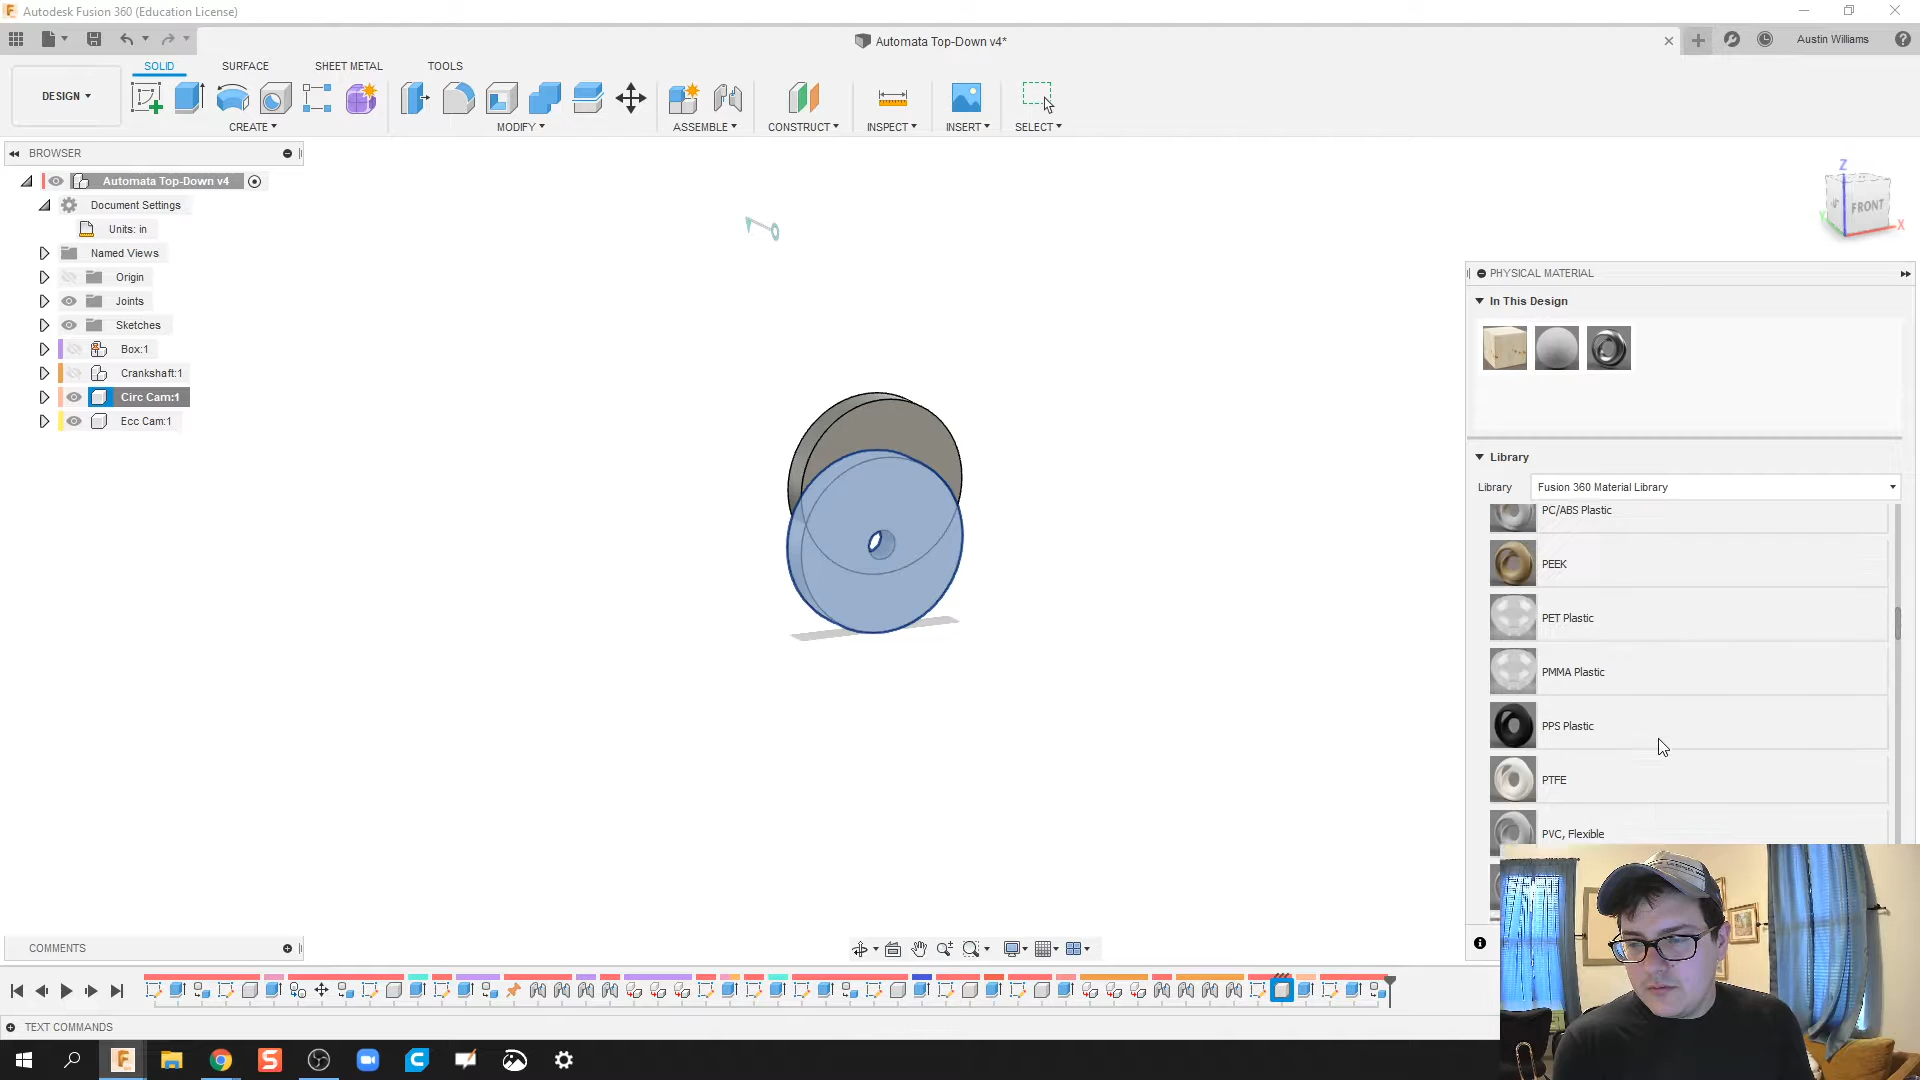 Autodesk Fusion 360 (Education License)
Automata Top-Down v4*
Austin Williams
SOLID
SURFACE
SHEET METAL
TOOLS
DESIGN
CREATE
MODIFY
ASSEMBLE
CONSTRUCT
INSPECT
INSERT
SELECT
BROWSER
Automata Top-Down v4
Document Settings
Units: in
Named Views
Origin
Joints
Sketches
Box:1
Crankshaft:1
Circ Cam:1
Ecc Cam:1
Z
FRONT
X
PHYSICAL MATERIAL
In This Design
Library
Library Fusion 360 Material Library
PC/ABS Plastic
PEEK
PET Plastic
PMMA Plastic
PPS Plastic
PTFE
PVC, Flexible
COMMENTS
TEXT COMMANDS